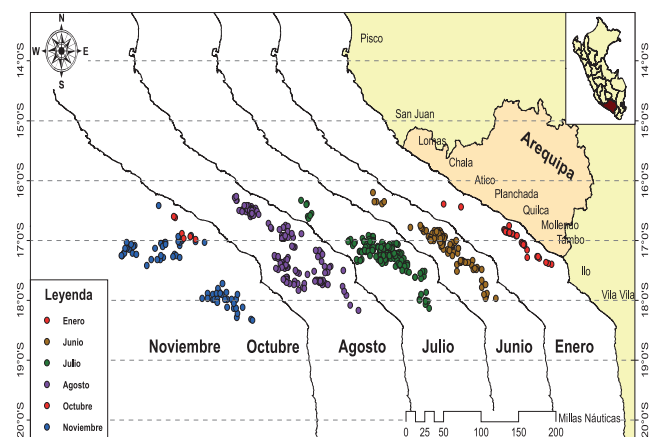 N
W E
S
14°0'S
15°0'S
16°0'S
17°0'S
18°0'S
19°0'S
20°0'S
Pisco
San Juan
Lomas
Chala
Atico
Planchada
Quilca
Mollendo
Tambo
Ilo
Vila Vila
Arequipa
14°0'S
15°0'S
16°0'S
17°0'S
18°0'S
19°0'S
20°0'S
Leyenda
Enero
Junio
Julio
Agosto
Octubre
Noviembre
Noviembre Octubre Agosto Julio Junio Enero
Millas Náuticas
0 25 50 100 150 200